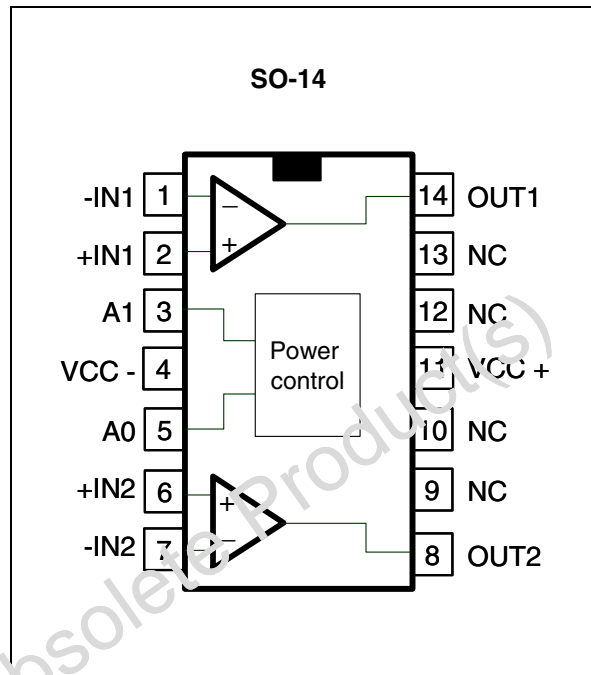 SO-14
-IN1 1
14 OUT1
+IN1 2
13 NC
A1 3
12 NC
VCC - 4
11 VCC +
A0 5
10 NC
+IN2 6
9 NC
-IN2 7
8 OUT2
−
+
Power
control
+
−
bsolete Product(s)